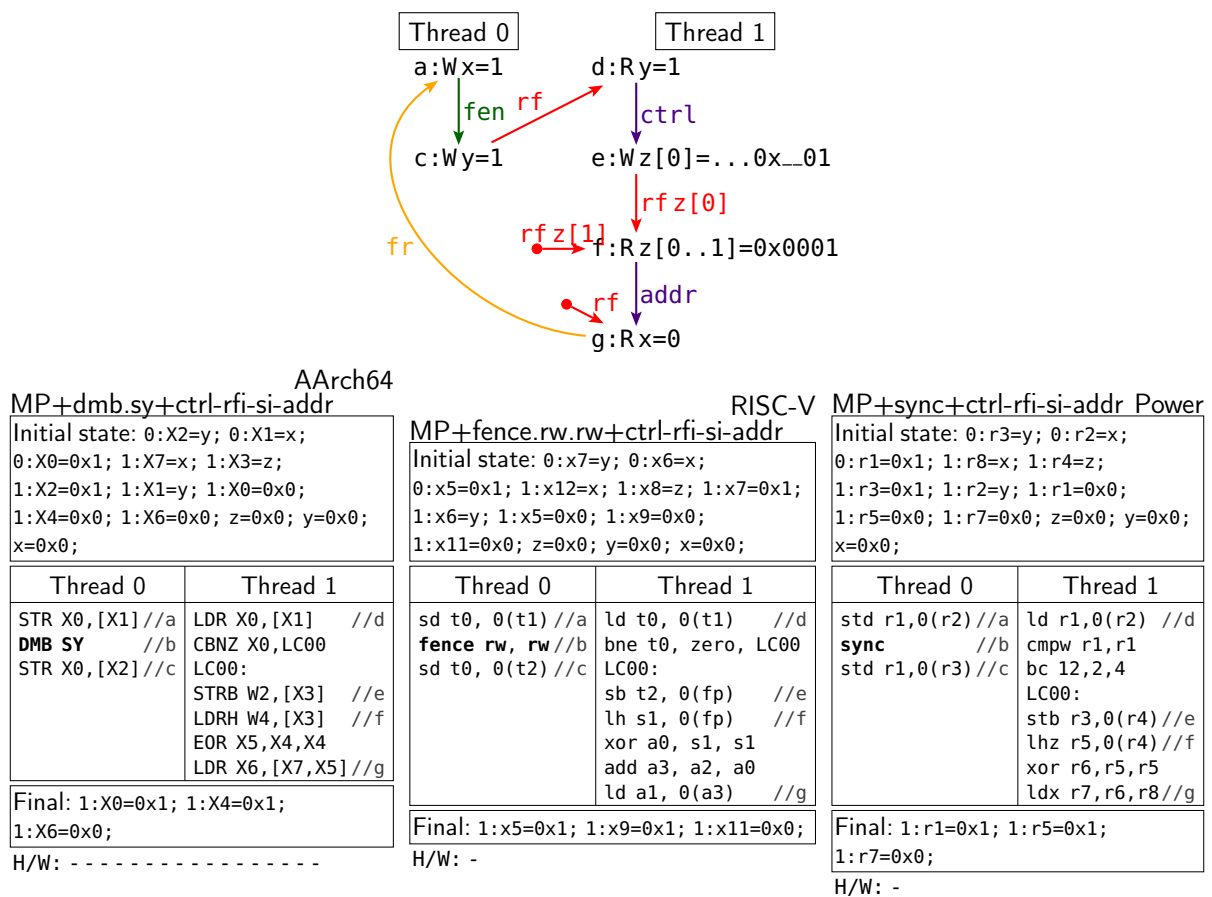 Thread 0 Thread 1
a:Wx=1 d:Ry=1
fen rf ctrl
c:Wy=1 e:Wz[0]=...0x__01
rf z[0]
fr rf z[1] f:Rz[0..1]=0x0001
rf addr
g:Rx=0
AArch64
MP+dmb.sy+ctrl-rfi-si-addr
Initial state: 0:X2=y; 0:X1=x;
0:X0=0x1; 1:X7=x; 1:X3=z;
1:X2=0x1; 1:X1=y; 1:X0=0x0;
1:X4=0x0; 1:X6=0x0; z=0x0; y=0x0;
x=0x0;
Thread 0 Thread 1
STR X0,[X1]//a LDR X0,[X1] //d
DMB SY //b CBNZ X0,LC00
STR X0,[X2]//c LC00:
STRB W2,[X3] //e
LDRH W4,[X3] //f
EOR X5,X4,X4
LDR X6,[X7,X5]//g
Final: 1:X0=0x1; 1:X4=0x1;
1:X6=0x0;
H/W: - - - - - - - - - - - - - - - - -
RISC-V
MP+fence.rw.rw+ctrl-rfi-si-addr
Initial state: 0:x7=y; 0:x6=x;
0:x5=0x1; 1:x12=x; 1:x8=z; 1:x7=0x1;
1:x6=y; 1:x5=0x0; 1:x9=0x0;
1:x11=0x0; z=0x0; y=0x0; x=0x0;
Thread 0 Thread 1
sd t0, 0(t1)//a ld t0, 0(t1) //d
fence rw, rw//b bne t0, zero, LC00
sd t0, 0(t2)//c LC00:
sb t2, 0(fp) //e
lh s1, 0(fp) //f
xor a0, s1, s1
add a3, a2, a0
ld a1, 0(a3) //g
Final: 1:x5=0x1; 1:x9=0x1; 1:x11=0x0;
H/W: -
MP+sync+ctrl-rfi-si-addr Power
Initial state: 0:r3=y; 0:r2=x;
0:r1=0x1; 1:r8=x; 1:r4=z;
1:r3=0x1; 1:r2=y; 1:r1=0x0;
1:r5=0x0; 1:r7=0x0; z=0x0; y=0x0;
x=0x0;
Thread 0 Thread 1
std r1,0(r2)//a ld r1,0(r2) //d
sync //b cmpw r1,r1
std r1,0(r3)//c bc 12,2,4
LC00:
stb r3,0(r4)//e
lhz r5,0(r4)//f
xor r6,r5,r5
ldx r7,r6,r8//g
Final: 1:r1=0x1; 1:r5=0x1;
1:r7=0x0;
H/W: -